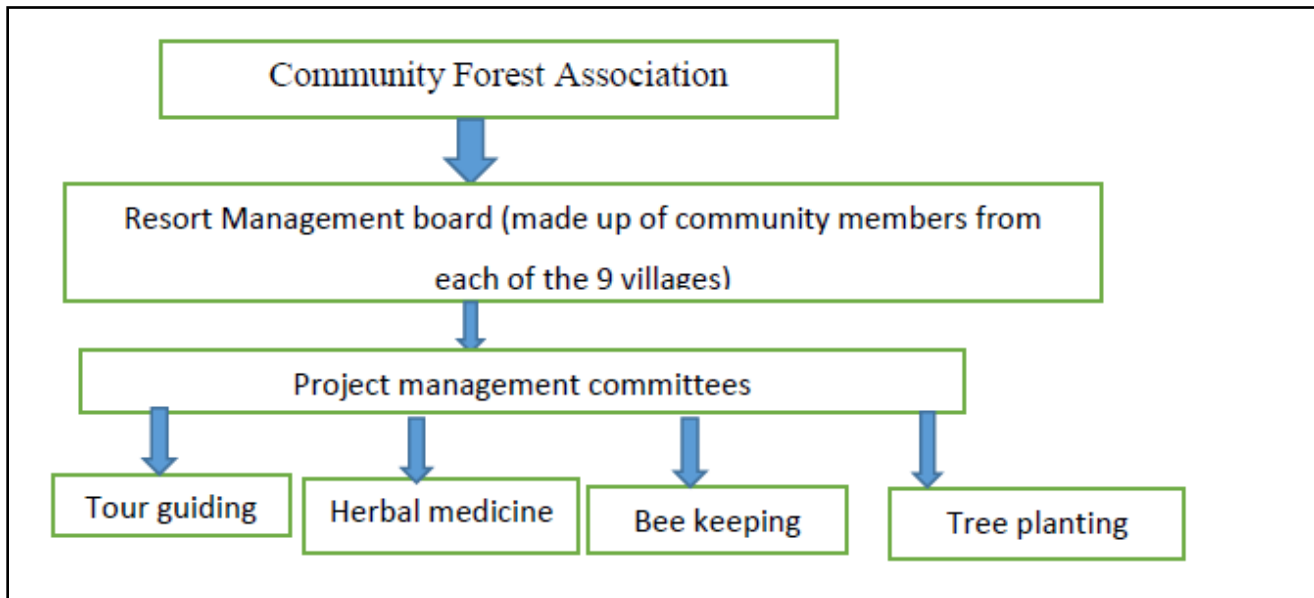 Community Forest Association
Resort Management board (made up of community members from
each of the 9 villages)
Project management committees
Tour guiding
Herbal medicine
Bee keeping
Tree planting